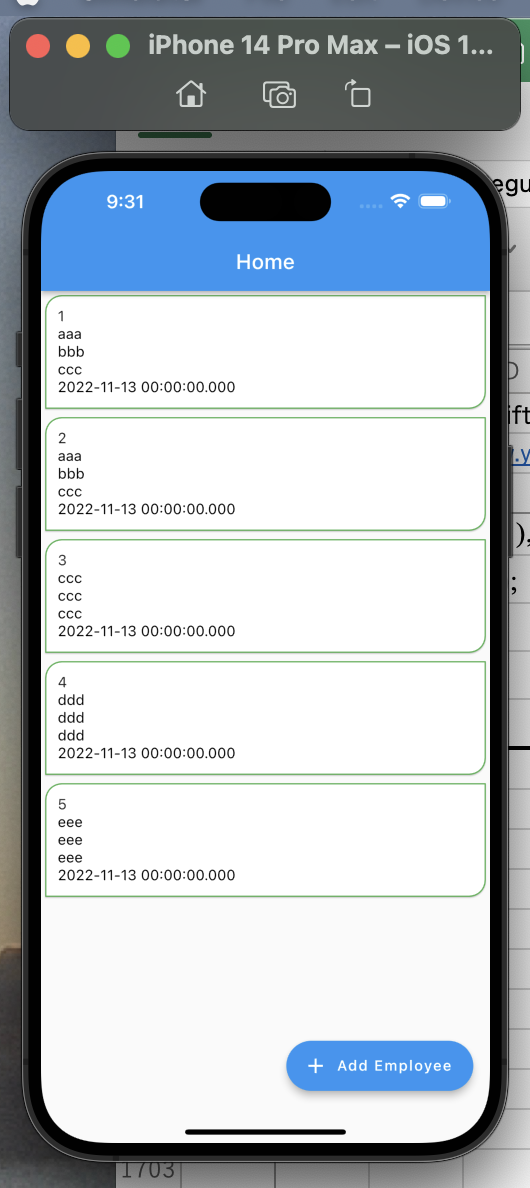 iPhone 14 Pro Max – iOS 1...
9:31
Home
1
aaa
bbb
ccc
2022-11-13 00:00:00.000
2
aaa
bbb
ccc
2022-11-13 00:00:00.000
3
ccc
ccc
ccc
2022-11-13 00:00:00.000
4
ddd
ddd
ddd
2022-11-13 00:00:00.000
5
eee
eee
eee
2022-11-13 00:00:00.000
+ Add Employee
1703